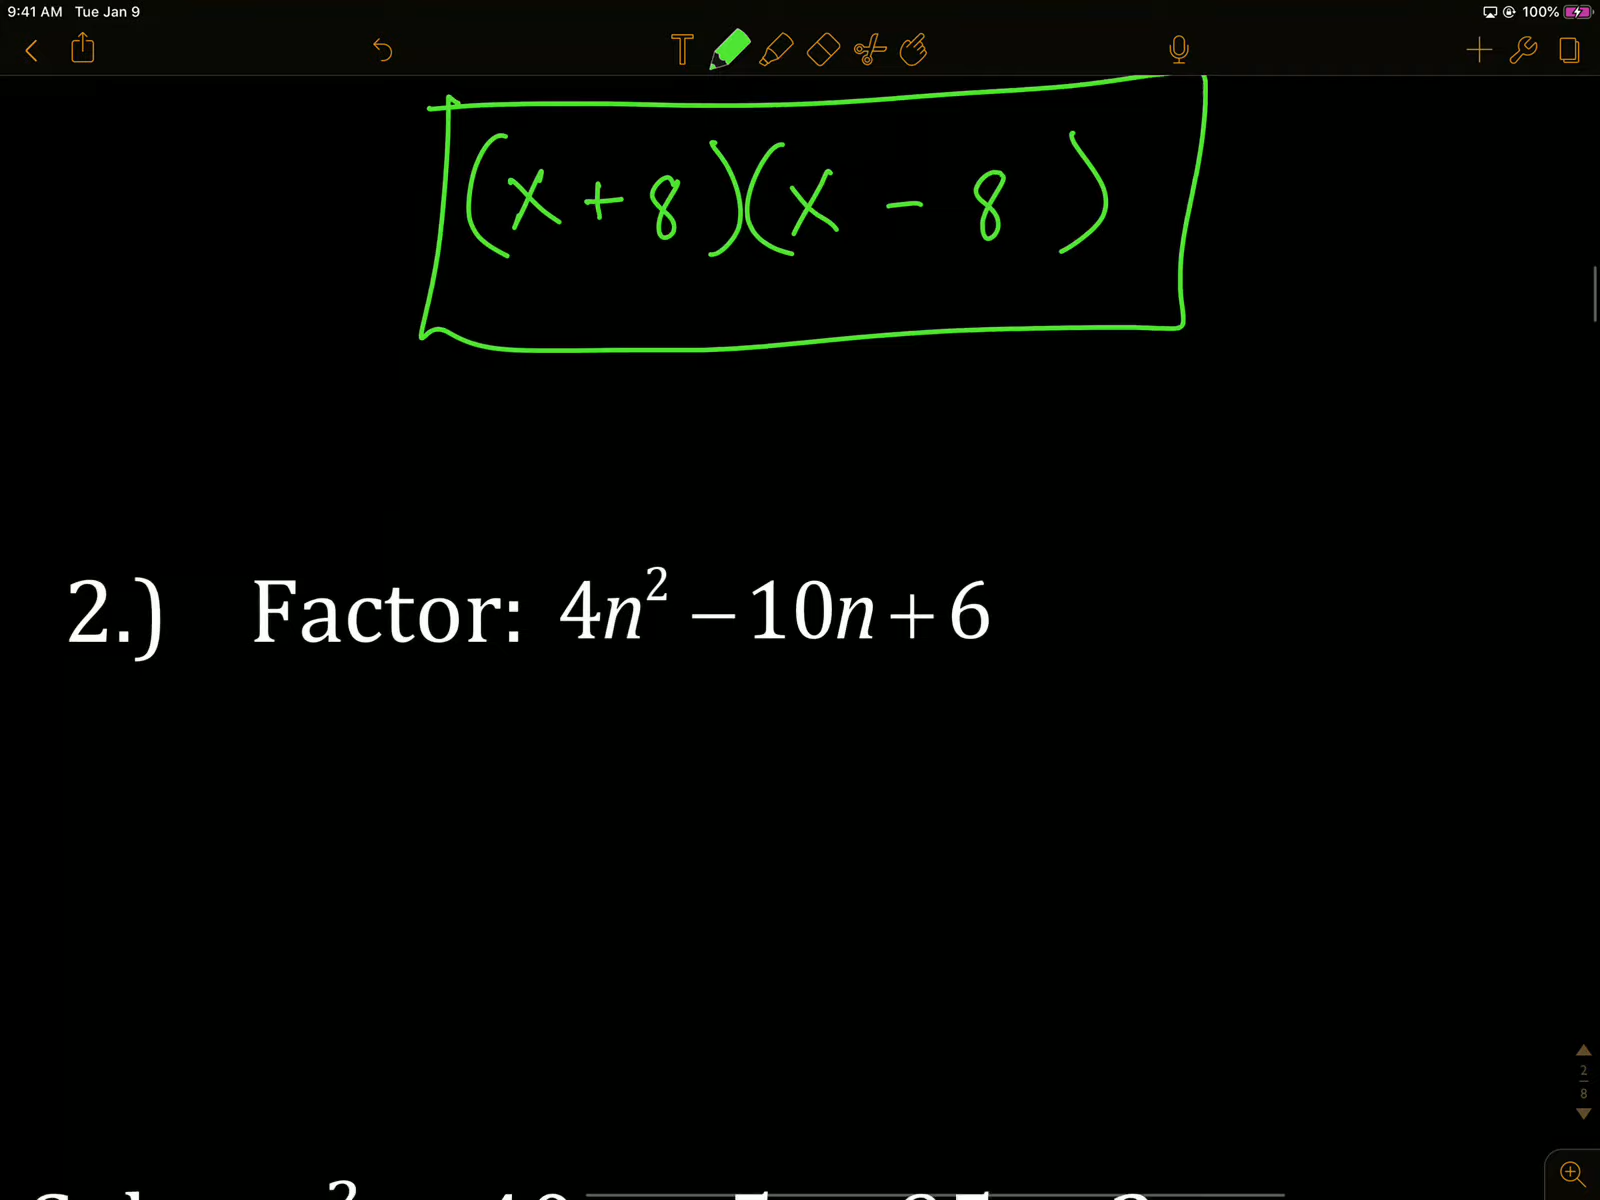 9:41 AM Tue Jan 9 100%
(x + 8)(x - 8)
2.) Factor: 4n² − 10n + 6
2
8